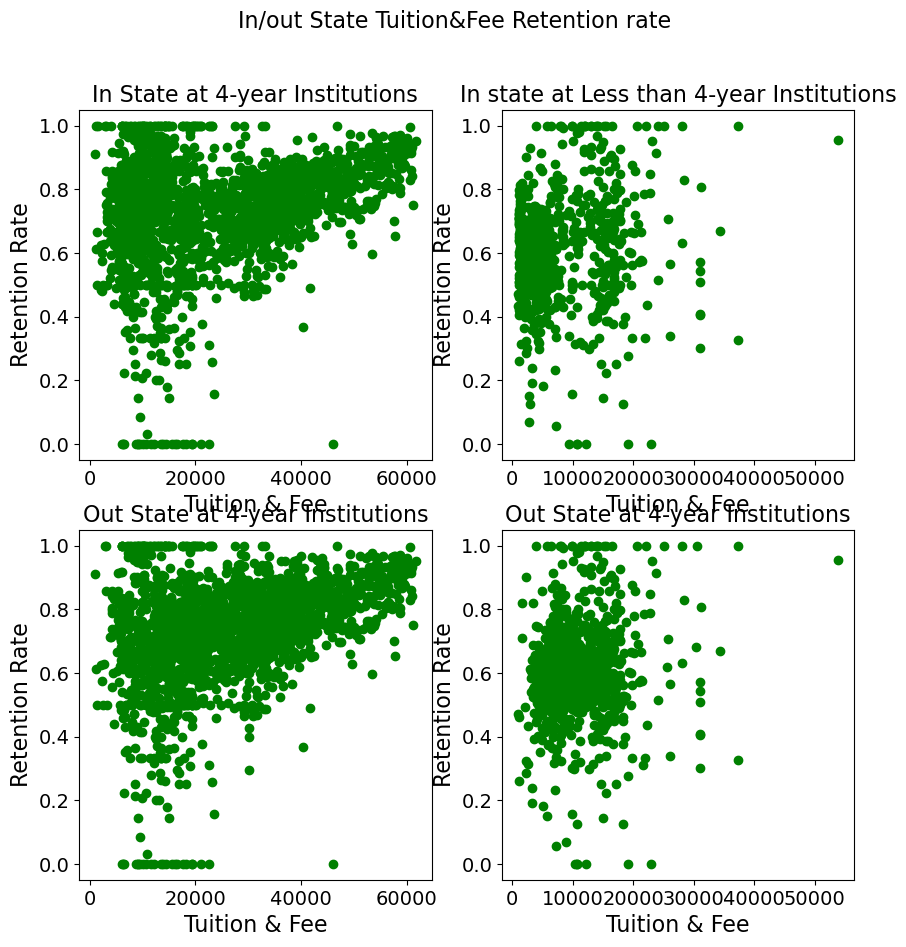 In/out State Tuition&Fee Retention rate
In State at 4-year Institutions
1.0
0.8
0.6
0.4
0.2
0.0
Retention Rate
0 20000 40000 60000
Tuition & Fee
In state at Less than 4-year Institutions
1.0
0.8
0.6
0.4
0.2
0.0
Retention Rate
0 10000 20000 30000 40000 50000
Tuition & Fee
Out State at 4-year Institutions
1.0
0.8
0.6
0.4
0.2
0.0
Retention Rate
0 20000 40000 60000
Tuition & Fee
Out State at 4-year Institutions
1.0
0.8
0.6
0.4
0.2
0.0
Retention Rate
0 10000 20000 30000 40000 50000
Tuition & Fee